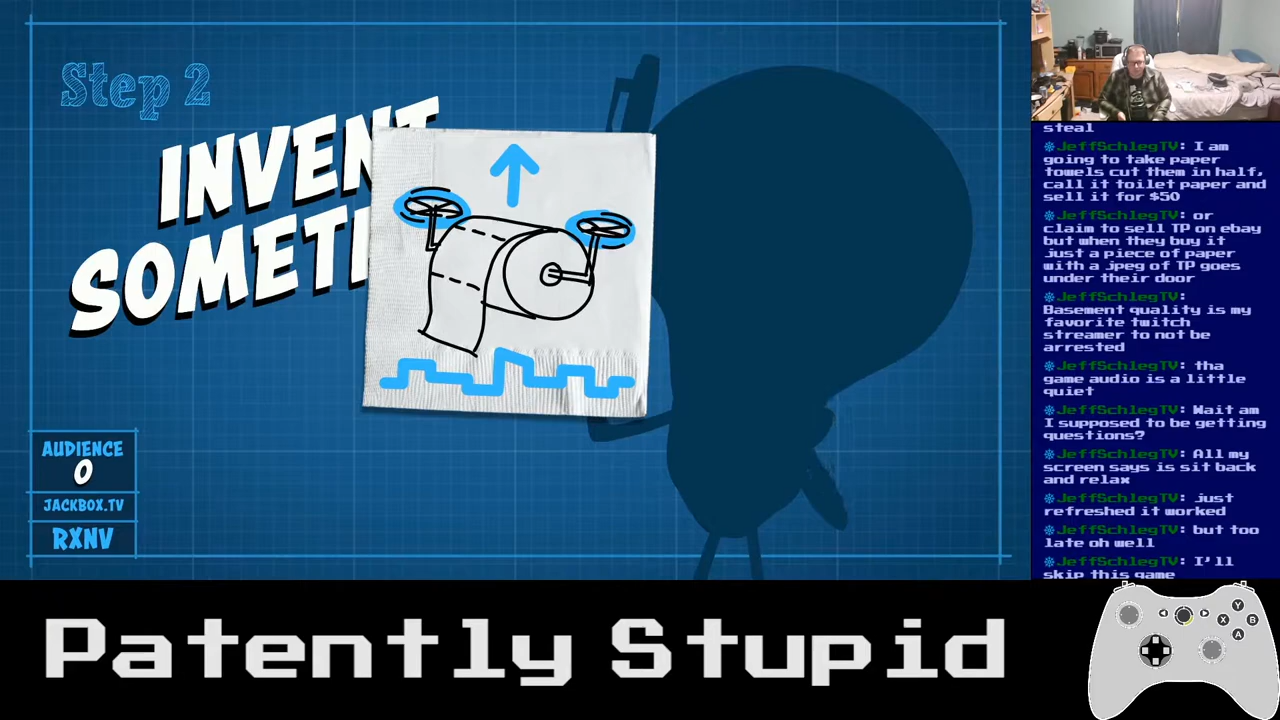 Step 2
INVENT
SOMETI
AUDIENCE
0
JACKBOX.TV
RXNV
steal
JeffSchlegTV: I am
going to take paper
towels cut them in half,
call it toilet paper and
sell it for $50
JeffSchlegTV: or
claim to sell TP on ebay
but when they buy it
just a piece of paper
with a jpeg of TP goes
under their door
JeffSchlegTV:
Basement quality is my
favorite twitch
streamer to not be
arrested
JeffSchlegTV: tha
game audio is a little
quiet
JeffSchlegTV: Wait am
I supposed to be getting
questions?
JeffSchlegTV: All my
screen says is sit back
and relax
JeffSchlegTV: just
refreshed it worked
JeffSchlegTV: but too
late oh well
JeffSchlegTV: I'll
skip this game
Patently Stupid
Y
X
B
A